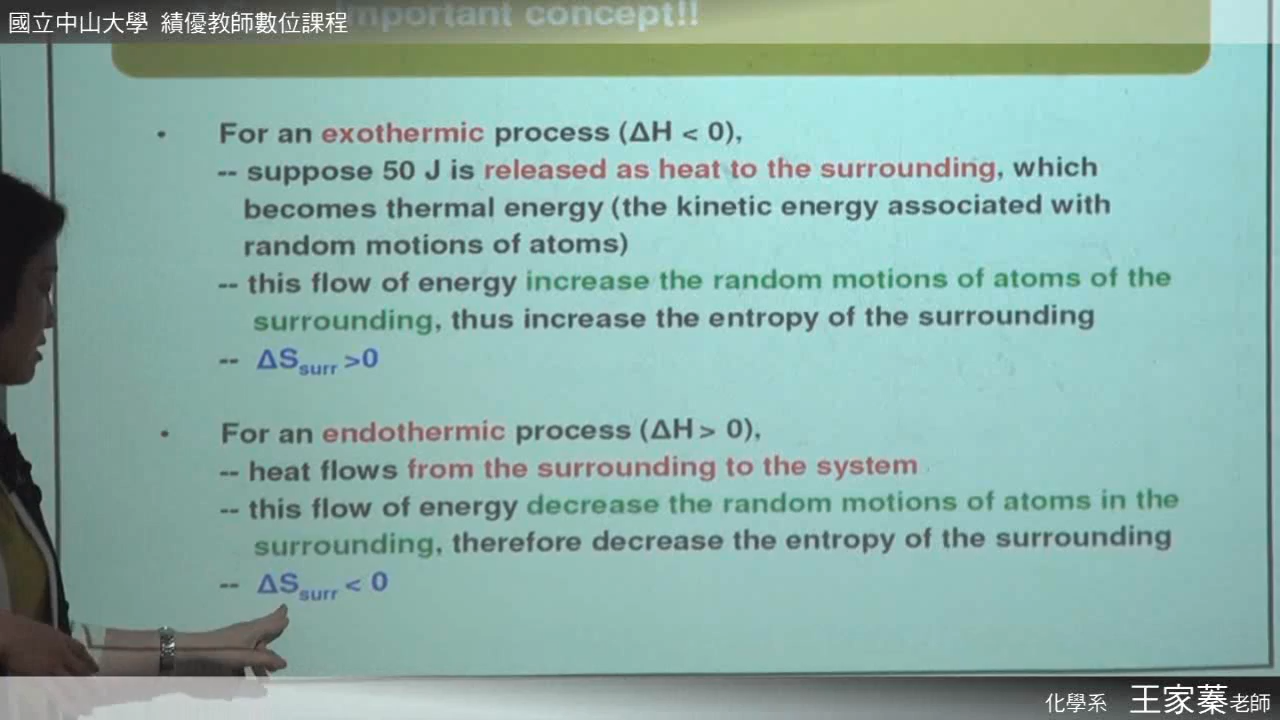 國立中山大學 績優教師數位課程
important concept!!
• For an exothermic process (ΔH < 0),
-- suppose 50 J is released as heat to the surrounding, which
becomes thermal energy (the kinetic energy associated with
random motions of atoms)
-- this flow of energy increase the random motions of atoms of the
surrounding, thus increase the entropy of the surrounding
-- ΔSsurr >0
• For an endothermic process (ΔH > 0),
-- heat flows from the surrounding to the system
-- this flow of energy decrease the random motions of atoms in the
surrounding, therefore decrease the entropy of the surrounding
-- ΔSsurr < 0
化學系 王家蓁老師